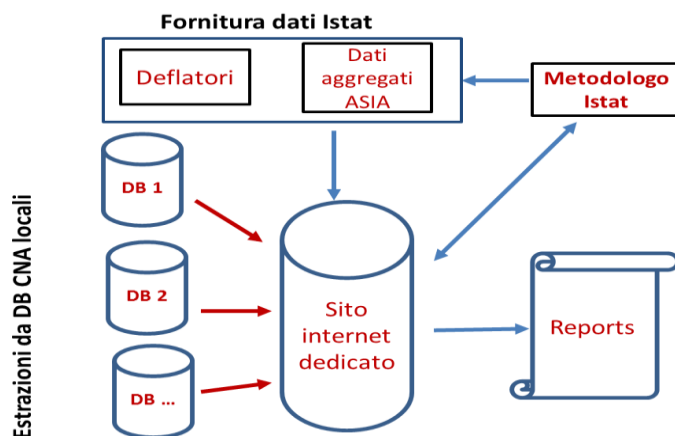 Fornitura dati Istat
Deflatori
Dati
aggregati
ASIA
Metodologo
Istat
Estrazioni da DB CNA locali
DB 1
DB 2
DB ...
Sito
internet
dedicato
Reports